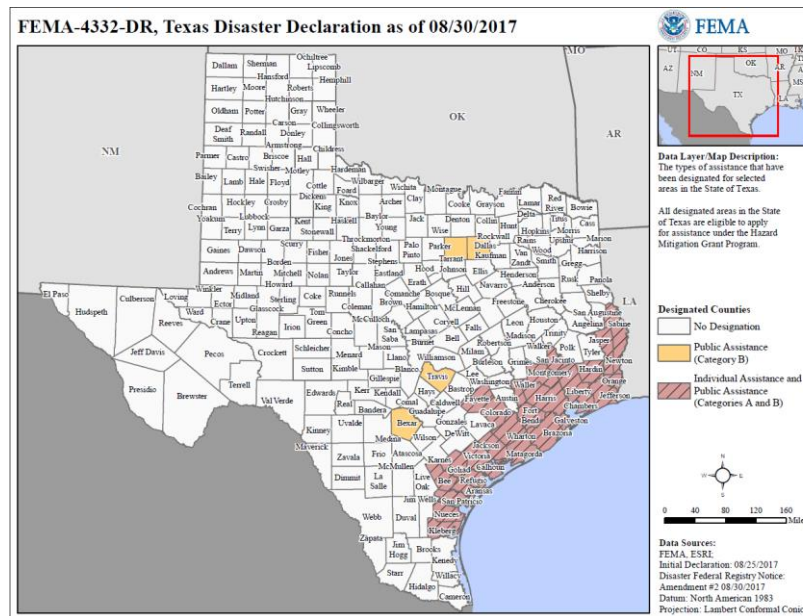 FEMA-4332-DR, Texas Disaster Declaration as of 08/30/2017
FEMA
MO
OK
AR
NM
LA
Dallam Sherman Ochiltree
Hansford Lipscomb
Hartley Moore Roberts Hemphill
Hutchinson
Oldham Potter Gray Wheeler
Carson Collingsworth
Deaf Smith Randall Donley
Armstrong Childress
Parmer Castro Briscoe Hall
Swisher Motley Hardeman
Bailey Lamb Hale Floyd Cottle Foard Wilbarger Wichita Clay Montague Cooke Grayson Fannin Lamar Red River Bowie
Cochran Hockley Crosby Dickens King Knox Archer Jack Denton Collin Hunt Delta Titus Cass
Yoakum Lubbock Baylor Wise Rockwall Hopkins Morris
Terry Lynn Garza Kent Stonewall Haskell Young Parker Dallas Rains Wood Upshur Marion
Throckmorton Palo Pinto Tarrant Kaufman Van Zandt Smith Gregg Harrison
Gaines Dawson Borden Scurry Fisher Jones Shackelford Stephens Hood Johnson Ellis Henderson Rusk Panola
Andrews Martin Howard Mitchell Nolan Taylor Callahan Eastland Erath Hill Navarro Anderson Cherokee Shelby
El Paso Hudspeth Culberson Loving Winkler Ector Midland Glasscock Sterling Coke Runnels Coleman Brown Comanche Bosque Hamilton Freestone San Augustine
Reeves Ward Crane Upton Reagan Iron Tom Green Concho McCulloch San Saba Mason Lampasas Coryell Bell Falls Robertson Leon Houston Madison Trinity Angelina Sabine
Jeff Davis Pecos Crockett Schleicher Menard Llano Burnet Williamson Milam Burleson Grimes Walker Polk Tyler Jasper Newton
Presidio Brewster Terrell Sutton Kimble Gillespie Blanco Travis Lee Washington Montgomery San Jacinto Hardin Orange
Val Verde Edwards Kerr Kendall Hays Bastrop Fayette Austin Waller Harris Liberty Jefferson
Real Bandera Comal Caldwell Colorado Fort Bend Chambers
Kinney Uvalde Medina Bexar Guadalupe Gonzales Lavaca Wharton Brazoria Galveston
Maverick Zavala Frio Atascosa Wilson DeWitt Jackson Matagorda
Dimmit La Salle McMullen Karnes Victoria Calhoun
Live Oak Bee Goliad Refugio Aransas
Webb Duval Jim Wells San Patricio Nueces
Kleberg
Zapata Jim Hogg Brooks Kenedy
Starr Hidalgo Willacy
Cameron
UT CO KS MO
AZ NM OK AR
TX LA MS
Data Layer/Map Description:
The types of assistance that have
been designated for selected
areas in the State of Texas.
All designated areas in the State
of Texas are eligible to apply
for assistance under the Hazard
Mitigation Grant Program.
Designated Counties
No Designation
Public Assistance
(Category B)
Individual Assistance and
Public Assistance
(Categories A and B)
N
W E
S
0 40 80 120 160
Miles
Data Sources:
FEMA, ESRI;
Initial Declaration: 08/25/2017
Disaster Federal Registry Notice:
Amendment #2 08/30/2017
Datum: North American 1983
Projection: Lambert Conformal Conic